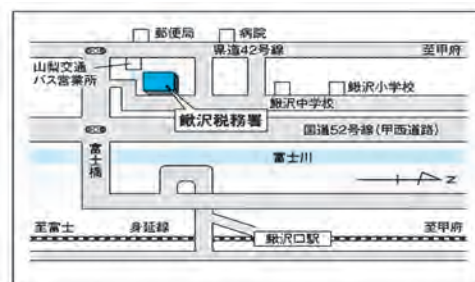 郵便局
病院
県道42号線
至甲府
山梨交通
バス営業所
鰍沢小学校
鰍沢中学校
鰍沢税務署
国道52号線(甲西道路)
富士橋
富士川
N
至富士
身延線
至甲府
鰍沢口駅